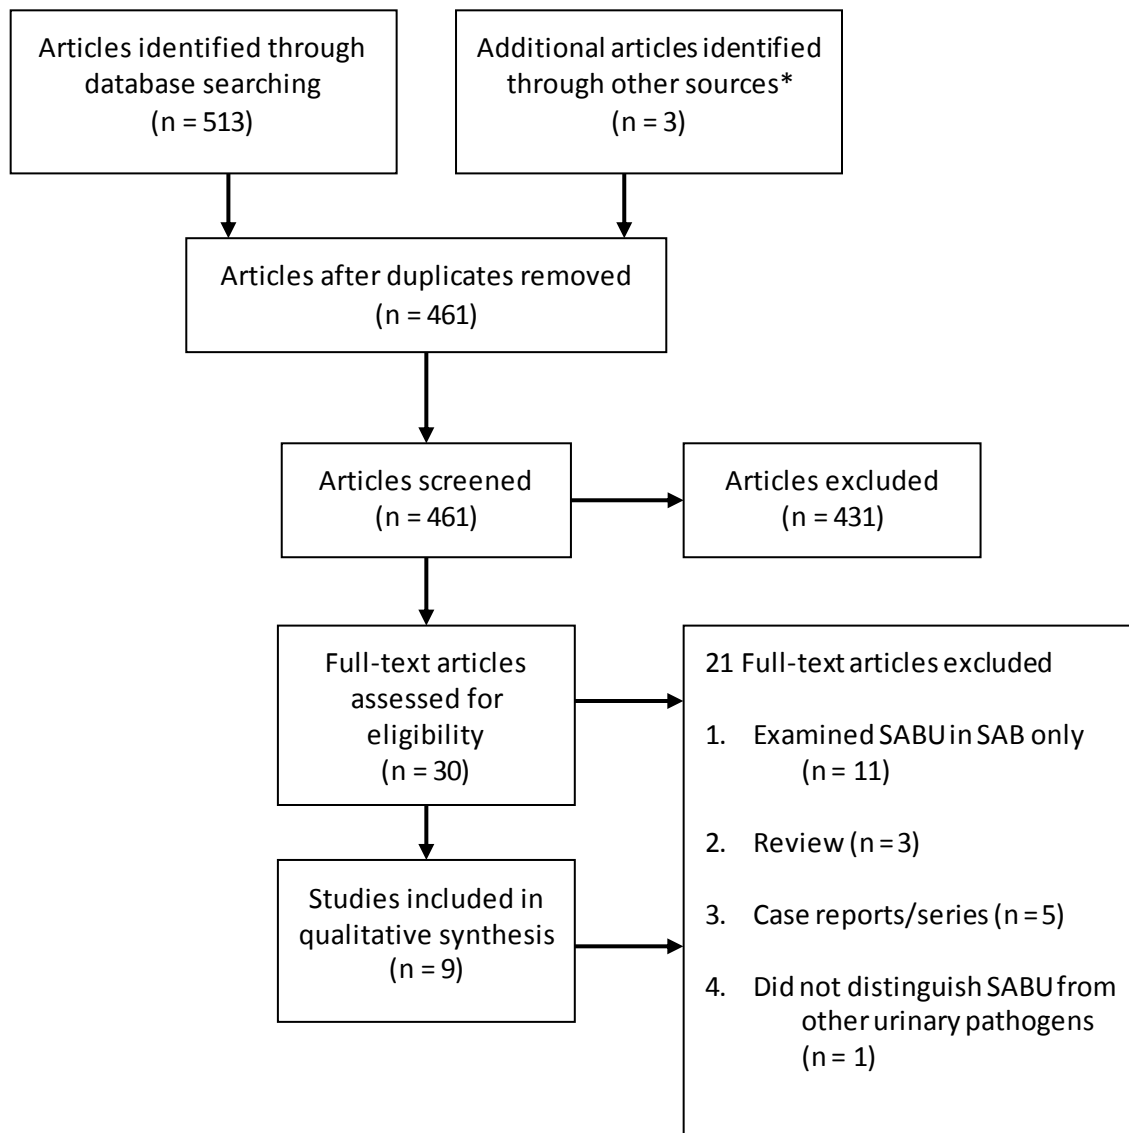 Articles identified through
database searching
(n = 513)
Additional articles identified
through other sources*
(n = 3)
Articles after duplicates removed
(n = 461)
Articles screened
(n = 461)
Articles excluded
(n = 431)
Full-text articles
assessed for
eligibility
(n = 30)
21 Full-text articles excluded
1. Examined SABU in SAB only
(n = 11)
2. Review (n = 3)
3. Case reports/series (n = 5)
4. Did not distinguish SABU from
other urinary pathogens
(n = 1)
Studies included in
qualitative synthesis
(n = 9)